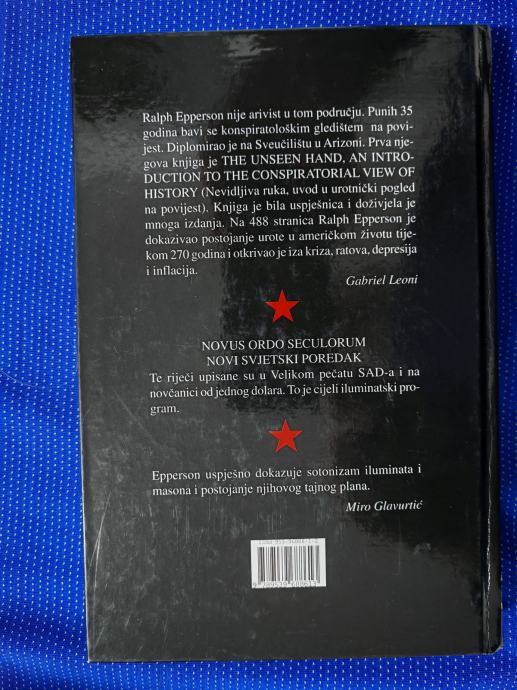 Ralph Epperson nije arivist u tom području. Punih 35
godina bavi se konspiratološkim gledištem na povi-
jest. Diplomirao je na Sveučilištu u Arizoni. Prva nje-
gova knjiga je THE UNSEEN HAND, AN INTRO-
DUCTION TO THE CONSPIRATORIAL VIEW OF
HISTORY (Nevidljiva ruka, uvod u urotnički pogled
na povijest). Knjiga je bila uspješnica i doživjela je
mnoga izdanja. Na 488 stranica Ralph Epperson je
dokazivao postojanje urote u američkom životu tije-
kom 270 godina i otkrivao je iza kriza, ratova, depresija
i inflacija.
Gabriel Leoni
NOVUS ORDO SECULORUM
NOVI SVJETSKI POREDAK
Te riječi upisane su u Velikom pečatu SAD-a i na
novčanici od jednog dolara. To je cijeli iluminatski pro-
gram.
Epperson uspješno dokazuje sotonizam iluminata i
masona i postojanje njihovog tajnog plana.
Miro Glavurtić